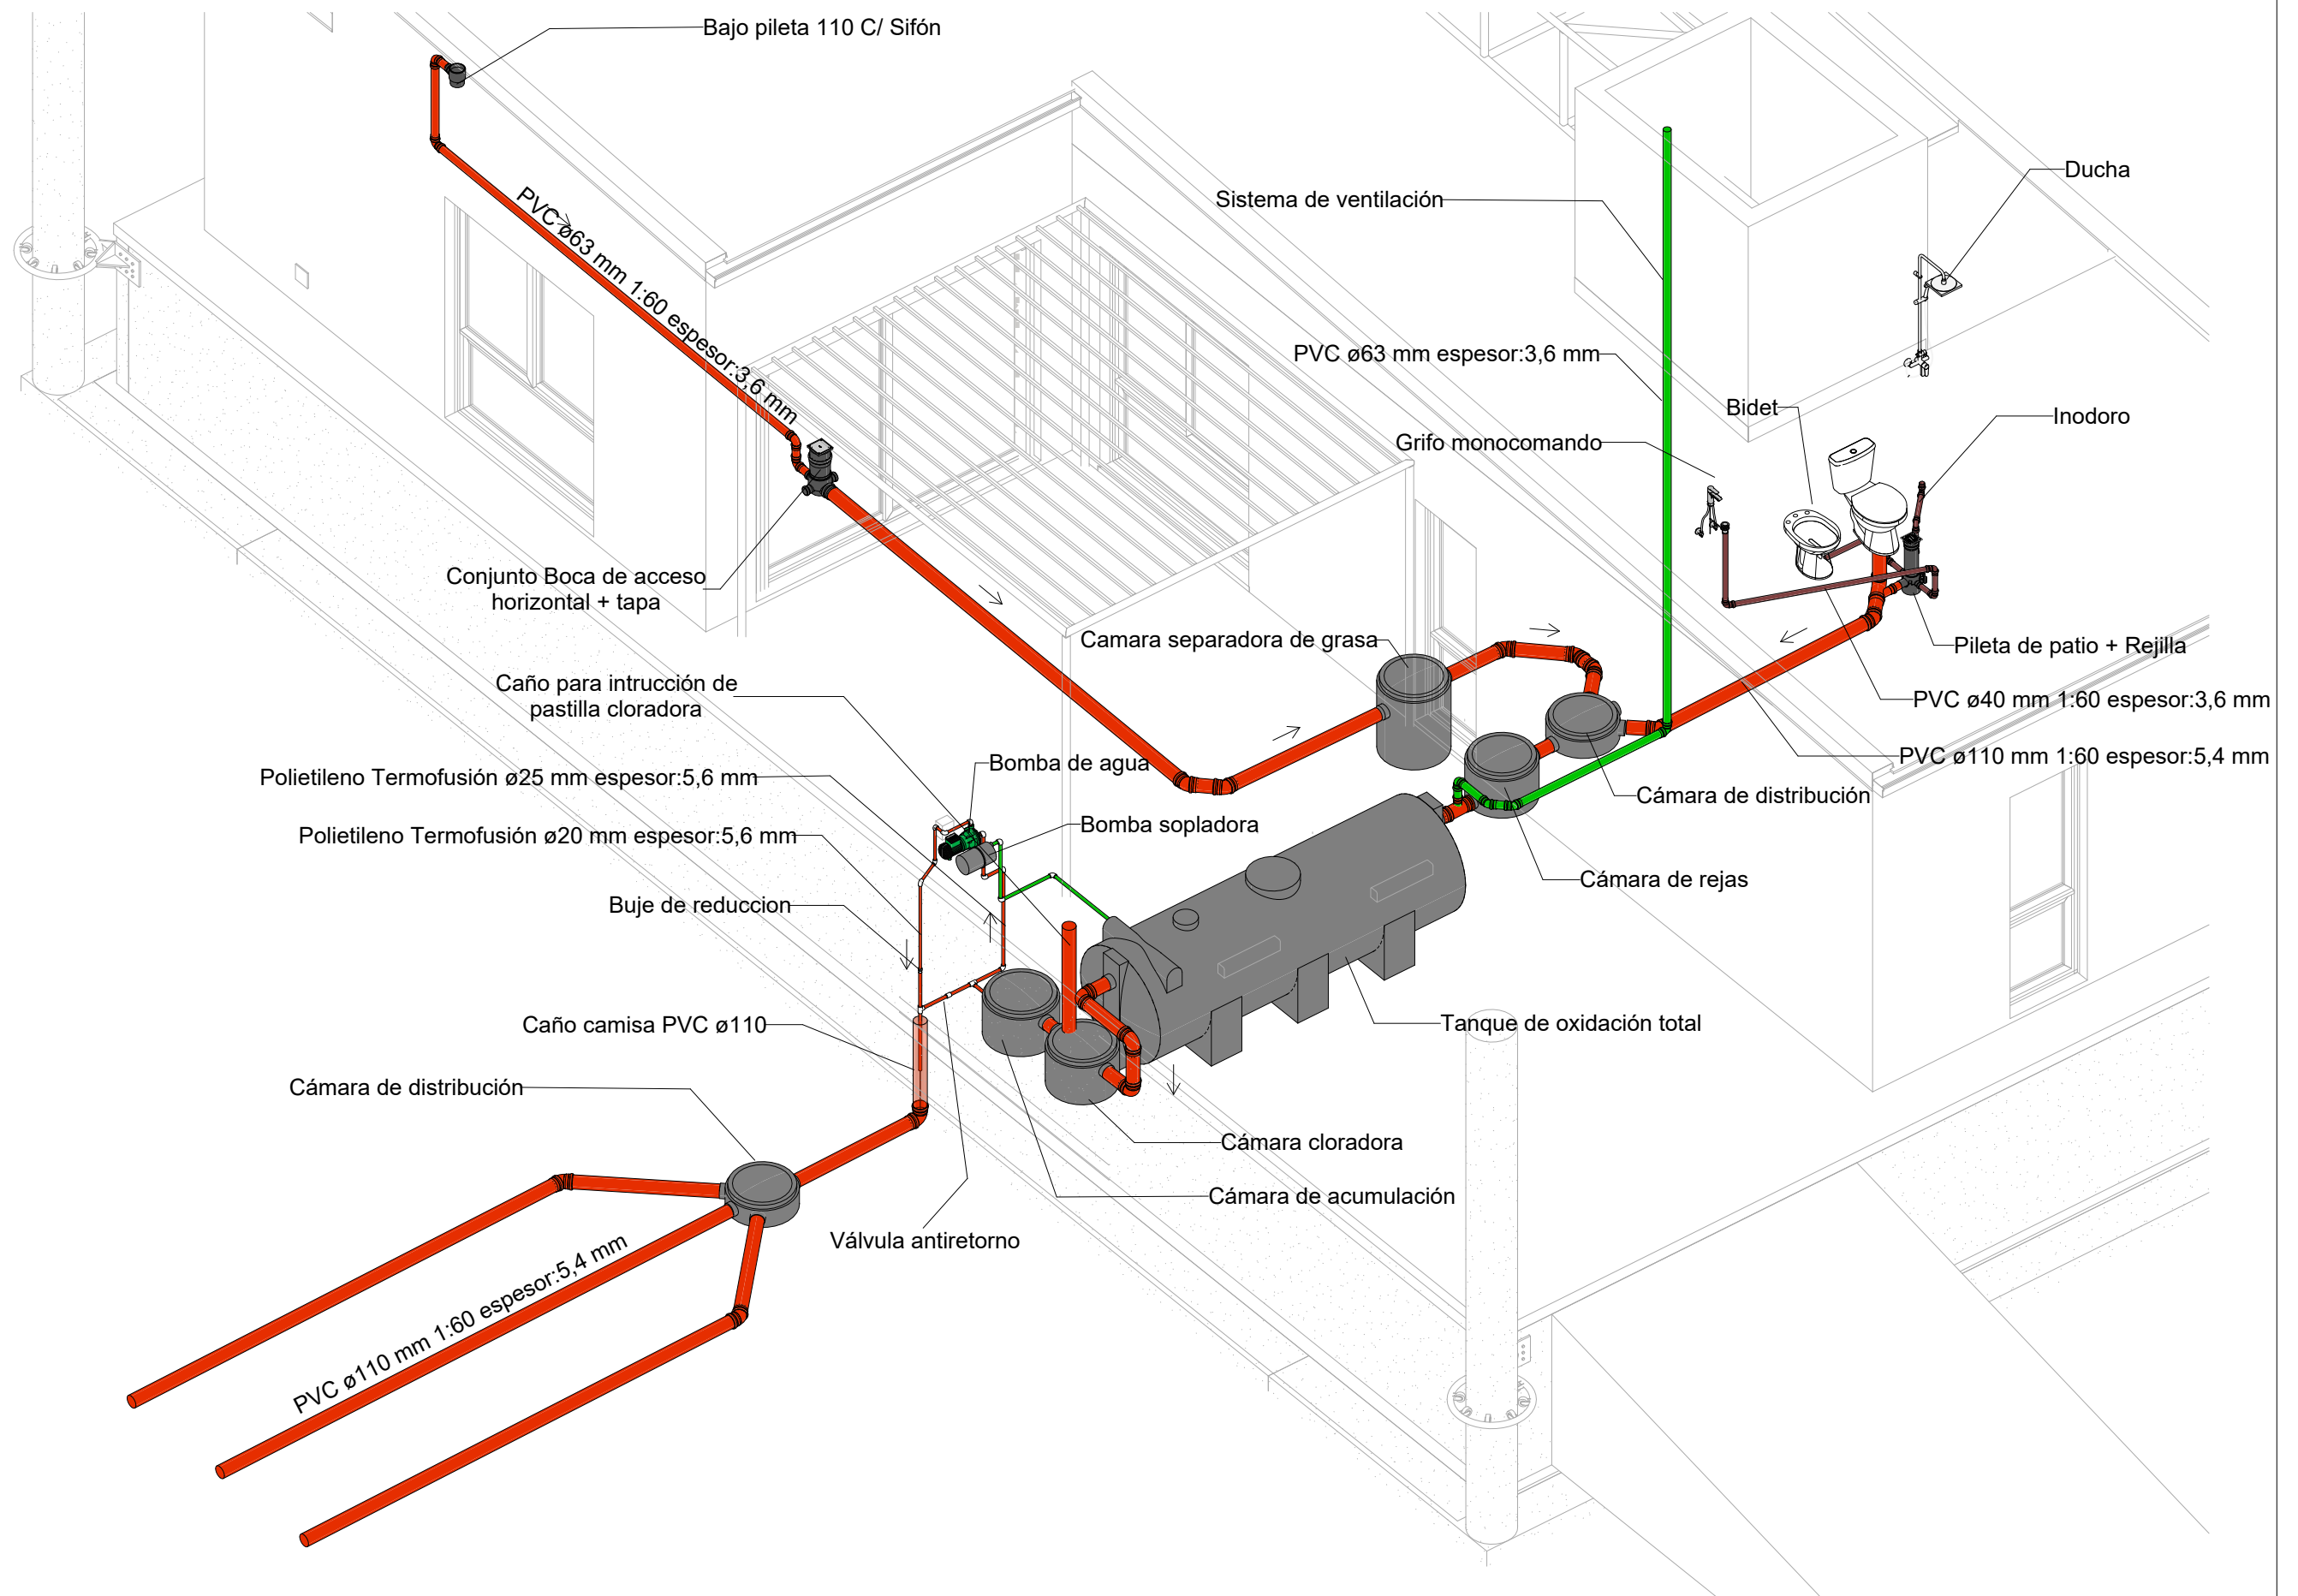 Bajo pileta 110 C/ Sifón
Ducha
Sistema de ventilación
PVC ø63 mm 1:60 espesor:3,6 mm
PVC ø63 mm espesor:3,6 mm
Bidet
Inodoro
Grifo monocomando
Conjunto Boca de acceso
horizontal + tapa
Camara separadora de grasa
Pileta de patio + Rejilla
Caño para intrucción de
pastilla cloradora
PVC ø40 mm 1:60 espesor:3,6 mm
PVC ø110 mm 1:60 espesor:5,4 mm
Bomba de agua
Polietileno Termofusión ø25 mm espesor:5,6 mm
Cámara de distribución
Bomba sopladora
Polietileno Termofusión ø20 mm espesor:5,6 mm
Cámara de rejas
Buje de reduccion
Tanque de oxidación total
Caño camisa PVC ø110
Cámara de distribución
Cámara cloradora
Cámara de acumulación
Válvula antiretorno
PVC ø110 mm 1:60 espesor:5,4 mm